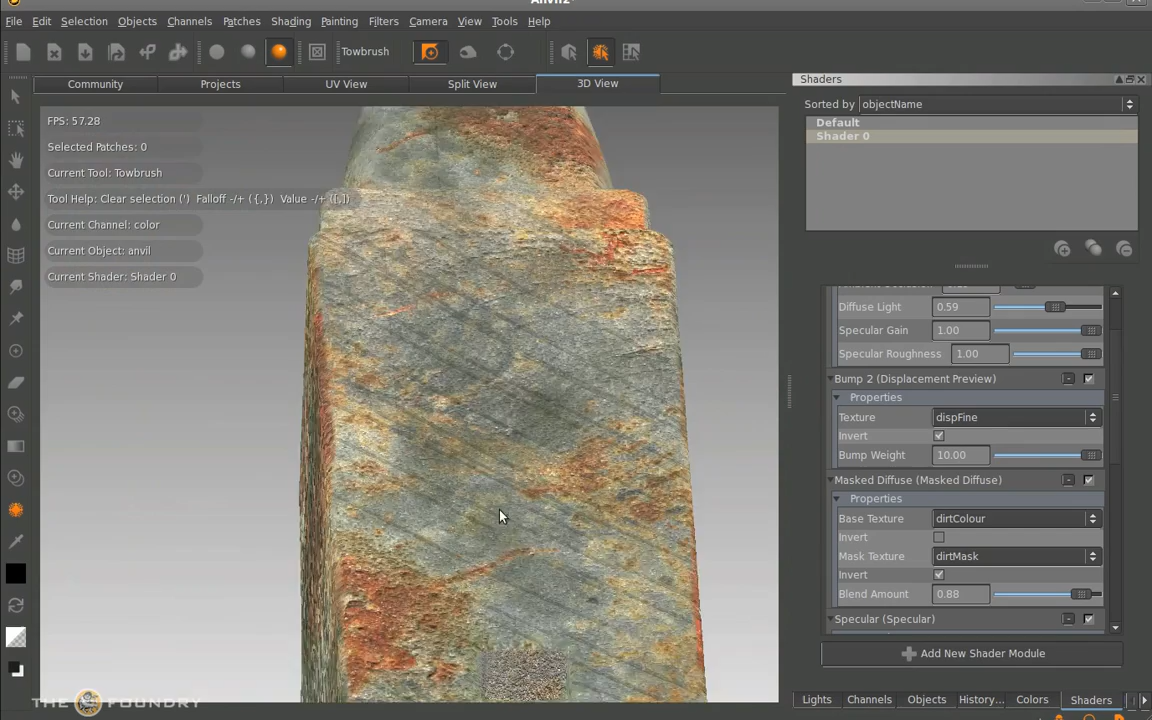 Anvil2*
File Edit Selection Objects Channels Patches Shading Painting Filters Camera View Tools Help
Towbrush
Community Projects UV View Split View 3D View
Shaders
Sorted by objectName
Default
Shader 0
FPS: 57.28
Selected Patches: 0
Current Tool: Towbrush
Tool Help: Clear selection (') Falloff -/+ ({,}) Value -/+ ([,])
Current Channel: color
Current Object: anvil
Current Shader: Shader 0
Diffuse Light 0.59
Specular Gain 1.00
Specular Roughness 1.00
Bump 2 (Displacement Preview)
Properties
Texture dispFine
Invert
Bump Weight 10.00
Masked Diffuse (Masked Diffuse)
Properties
Base Texture dirtColour
Invert
Mask Texture dirtMask
Invert
Blend Amount 0.88
Specular (Specular)
Add New Shader Module
Lights Channels Objects History... Colors Shaders
THE FOUNDRY